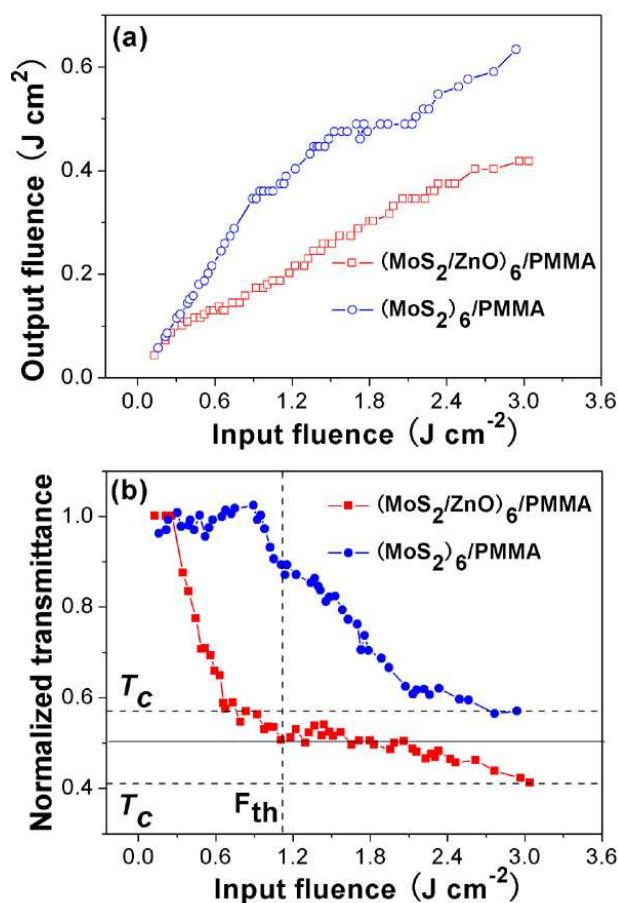 (a)
0.6
0.4
0.2
0.0
Output fluence (J cm²)
(MoS₂/ZnO)₆/PMMA
(MoS₂)₆/PMMA
0.0 0.6 1.2 1.8 2.4 3.0 3.6
Input fluence (J cm⁻²)
(b)
1.0
0.8
0.6
0.4
Normalized transmittance
(MoS₂/ZnO)₆/PMMA
(MoS₂)₆/PMMA
T_c
T_c
F_th
0.0 0.6 1.2 1.8 2.4 3.0 3.6
Input fluence (J cm⁻²)